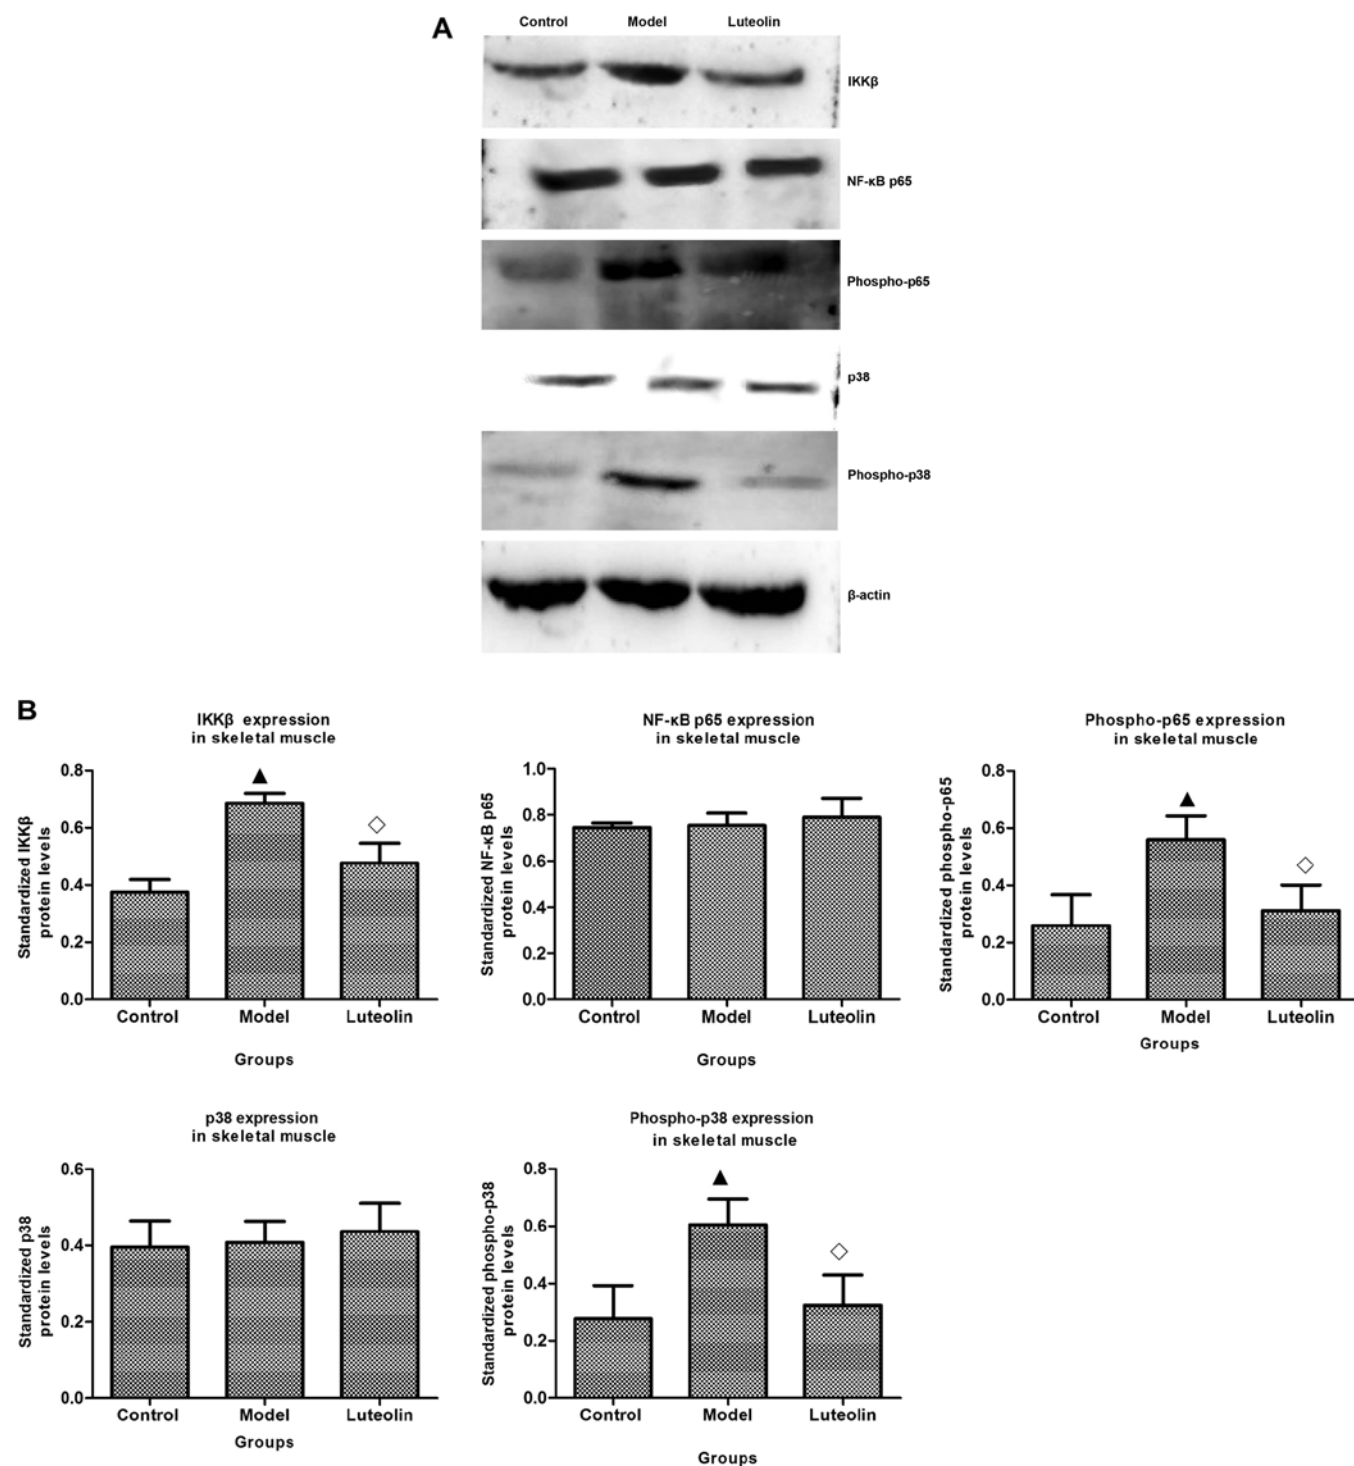 A
Control Model Luteolin
IKKβ
NF-κB p65
Phospho-p65
p38
Phospho-p38
β-actin
B
IKKβ expression
in skeletal muscle
Standardized IKKβ
protein levels
0.8
0.6
0.4
0.2
0.0
Control Model Luteolin
Groups
NF-κB p65 expression
in skeletal muscle
Standardized NF-κB p65
protein levels
1.0
0.8
0.6
0.4
0.2
0.0
Control Model Luteolin
Groups
Phospho-p65 expression
in skeletal muscle
Standardized phospho-p65
protein levels
0.8
0.6
0.4
0.2
0.0
Control Model Luteolin
Groups
p38 expression
in skeletal muscle
Standardized p38
protein levels
0.6
0.4
0.2
0.0
Control Model Luteolin
Groups
Phospho-p38 expression
in skeletal muscle
Standardized phospho-p38
protein levels
0.8
0.6
0.4
0.2
0.0
Control Model Luteolin
Groups